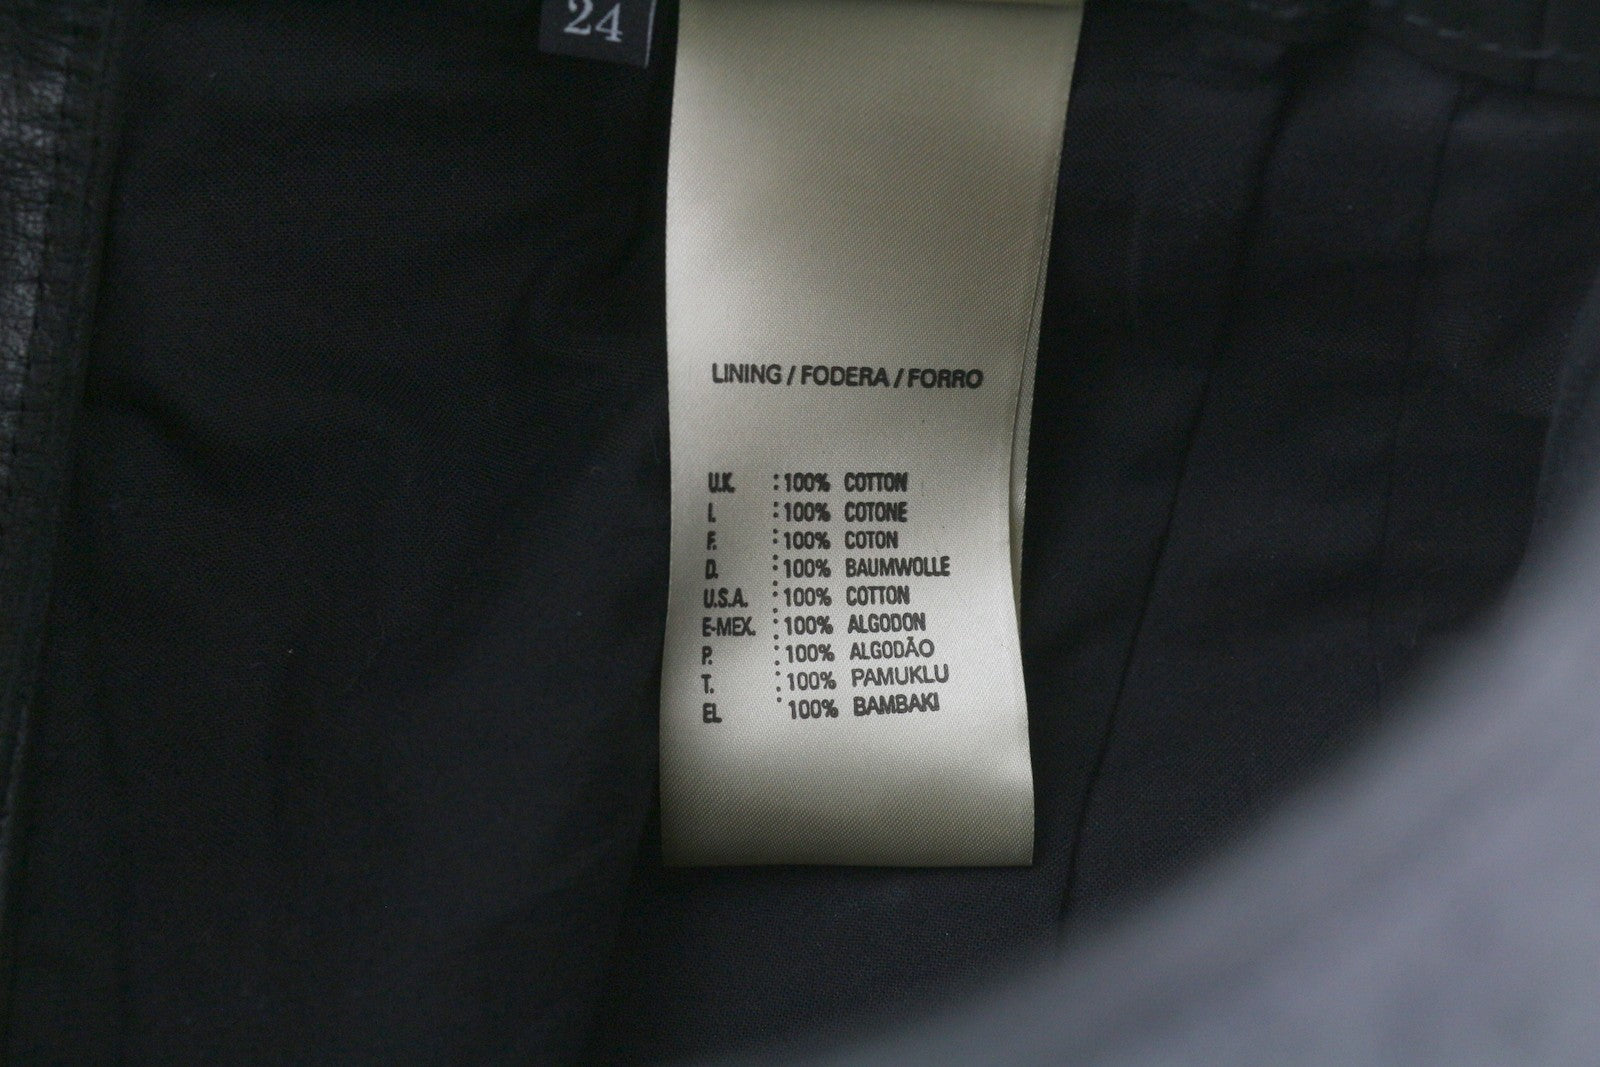 24
LINING / FODERA / FORRO
U.K. : 100% COTTON
I. : 100% COTONE
F. : 100% COTON
D. : 100% BAUMWOLLE
U.S.A. : 100% COTTON
E-MEX. : 100% ALGODON
P. : 100% ALGODÃO
T. : 100% PAMUKLU
EL : 100% BAMBAKI